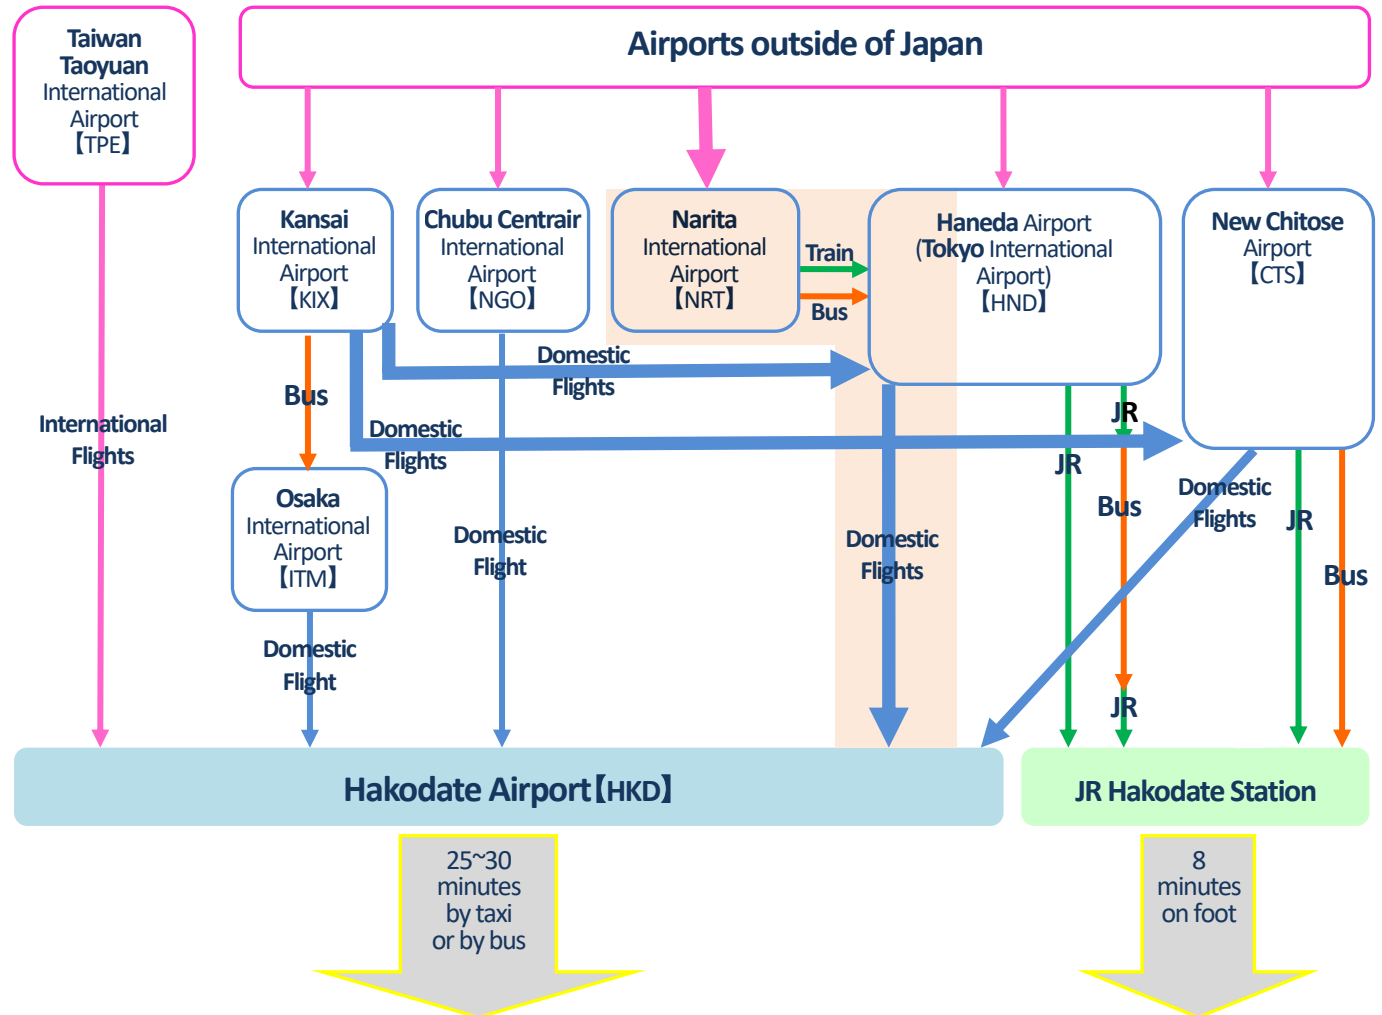 Taiwan
Taoyuan
International
Airport
【TPE】
Airports outside of Japan
Kansai
International
Airport
【KIX】
Chubu Centrair
International
Airport
【NGO】
Narita
International
Airport
【NRT】
Train
Bus
Haneda Airport
(Tokyo International
Airport)
【HND】
New Chitose
Airport
【CTS】
Domestic
Flights
Bus
Domestic
Flights
International
Flights
JR
JR
Osaka
International
Airport
【ITM】
Domestic
Flight
Domestic
Flights
Bus
Domestic
Flights
JR
Bus
Domestic
Flight
JR
Hakodate Airport【HKD】
JR Hakodate Station
25~30
minutes
by taxi
or by bus
8
minutes
on foot